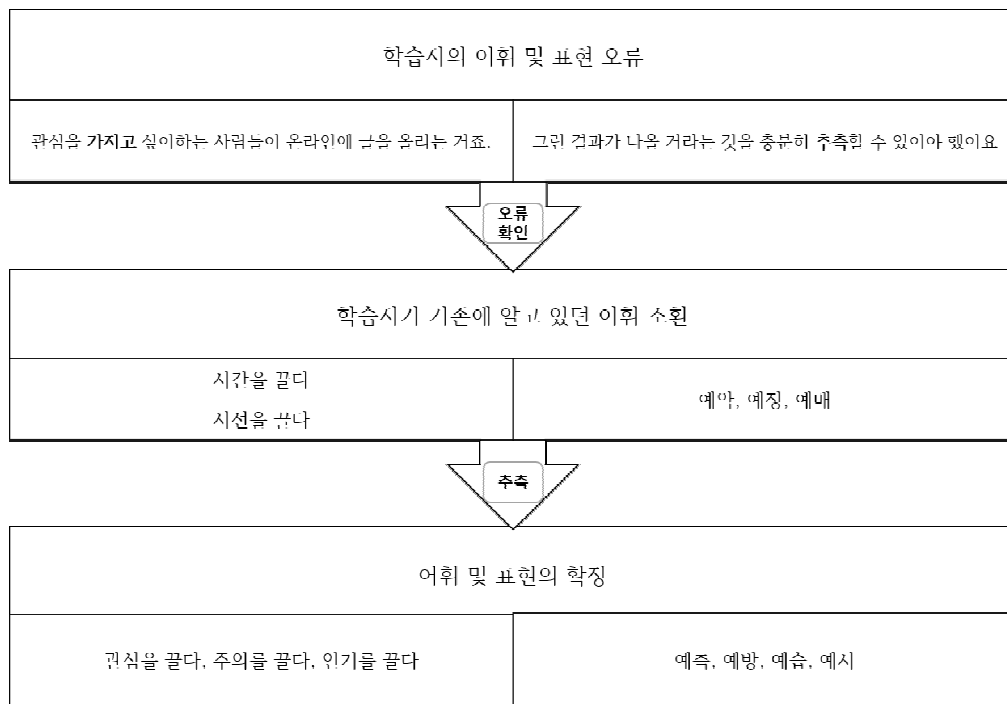 학습자의 어휘 및 표현 오류
관심을 가지고 싶어하는 사람들이 온라인에 글을 올리는 거죠.
그런 결과가 나올 거라는 것을 충분히 추측할 수 있어야 했어요
오류
확인
학습자가 기존에 알고 있던 어휘 소환
시간을 끌다
시선을 끌다
예약, 예정, 예매
추측
어휘 및 표현의 확장
관심을 끌다, 주의를 끌다, 인기를 끌다
예측, 예방, 예습, 예시